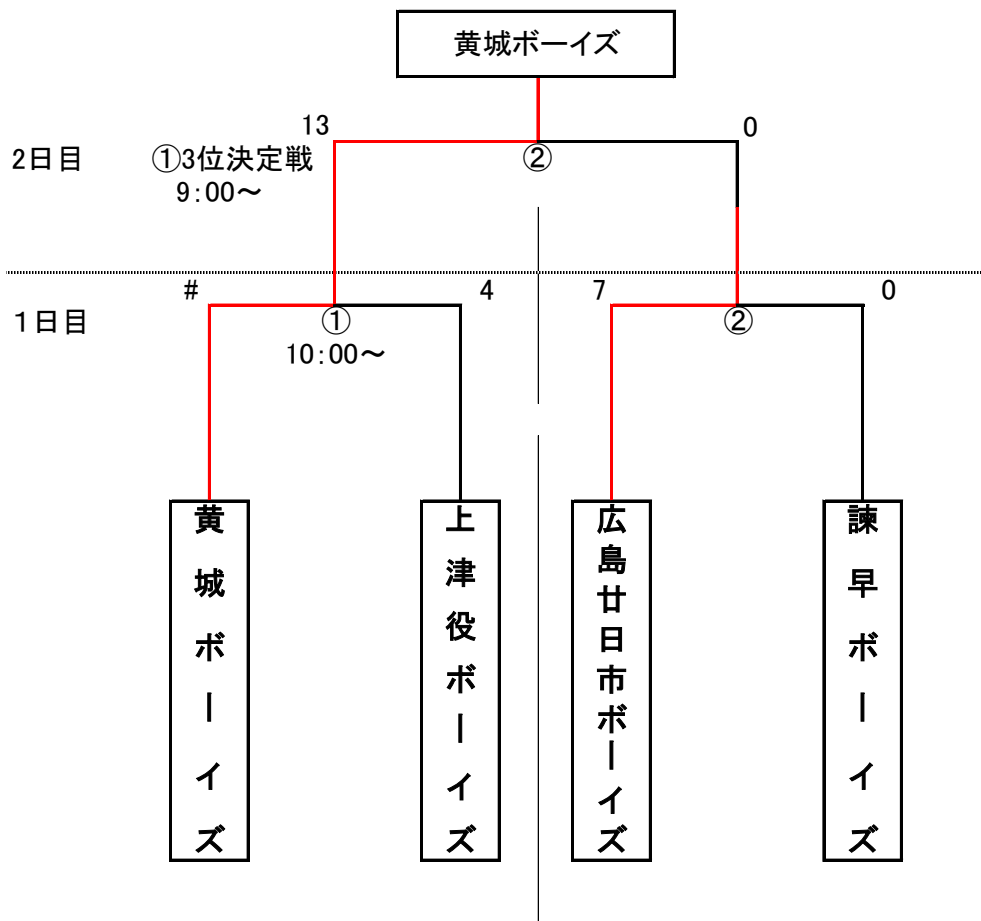 黄城ボーイズ
13
0
2日目
①3位決定戦
②
9:00～
#
4
7
0
1日目
①
②
10:00～
黄城ボーイズ
上津役ボーイズ
広島廿日市ボーイズ
諫早ボーイズ